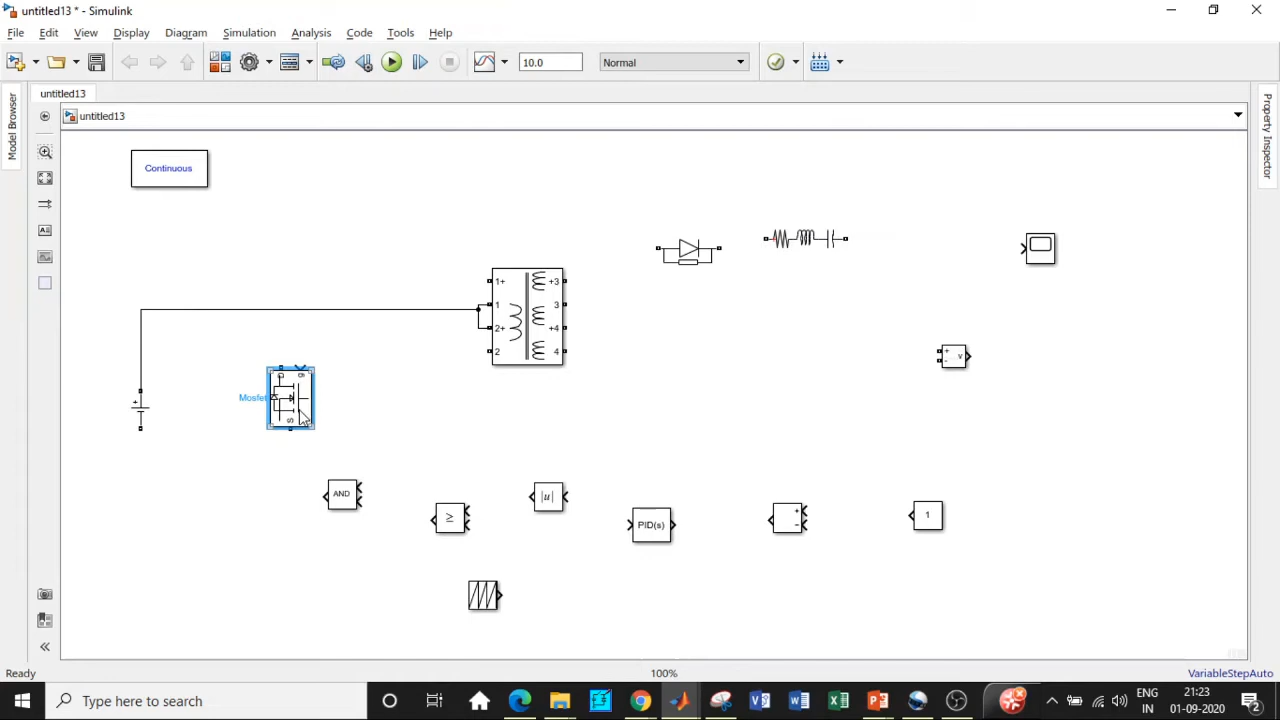 untitled13 * - Simulink
File Edit View Display Diagram Simulation Analysis Code Tools Help
10.0 Normal
untitled13
untitled13
Model Browser
Property Inspector
Continuous
1+ +3
1 3
2+ +4
2 4
+
- v
+
Mosfet
g
S
AND
≥
|u|
PID(s)
+
-
1
Ready 100% VariableStepAuto
Type here to search
ENG 21:23
IN 01-09-2020
2